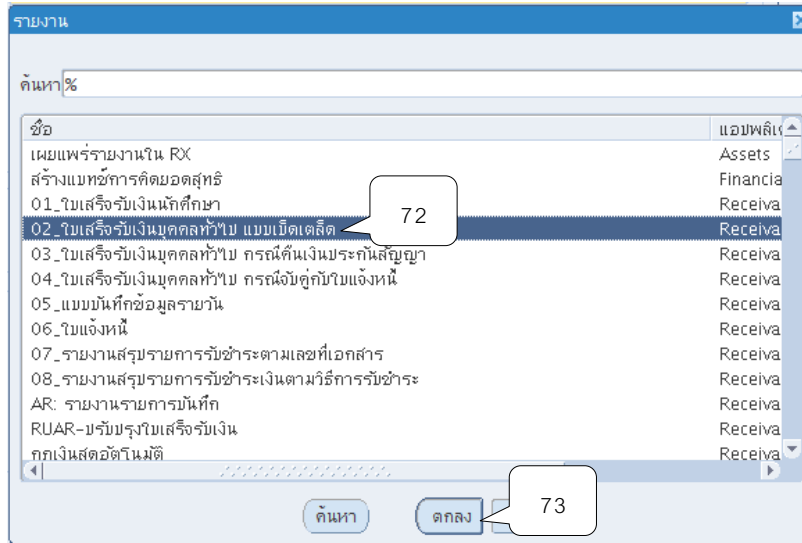 รายงาน
ค้นหา %
ชื่อ แอปพลิเ
เผยแพร่รายงานใน RX Assets
สร้างแมทช์การคิดยอดสุทธิ Financia
01_ใบเสร็จรับเงินนักศึกษา Receiva
72
02_ใบเสร็จรับเงินบุคคลทั่วไป แบบเบ็ดเตล็ด Receiva
03_ใบเสร็จรับเงินบุคคลทั่วไป กรณีคืนเงินประกันสัญญา Receiva
04_ใบเสร็จรับเงินบุคคลทั่วไป กรณีจับคู่กับใบแจ้งหนี้ Receiva
05_แบบบันทึกข้อมูลรายวัน Receiva
06_ใบแจ้งหนี้ Receiva
07_รายงานสรุปรายการรับชำระตามเลขที่เอกสาร Receiva
08_รายงานสรุปรายการรับชำระเงินตามวิธีการรับชำระ Receiva
AR: รายงานรายการบันทึก Receiva
RUAR-ปรับปรุงใบเสร็จรับเงิน Receiva
กฎเงินสดอัตโนมัติ Receiva
ค้นหา ตกลง 73